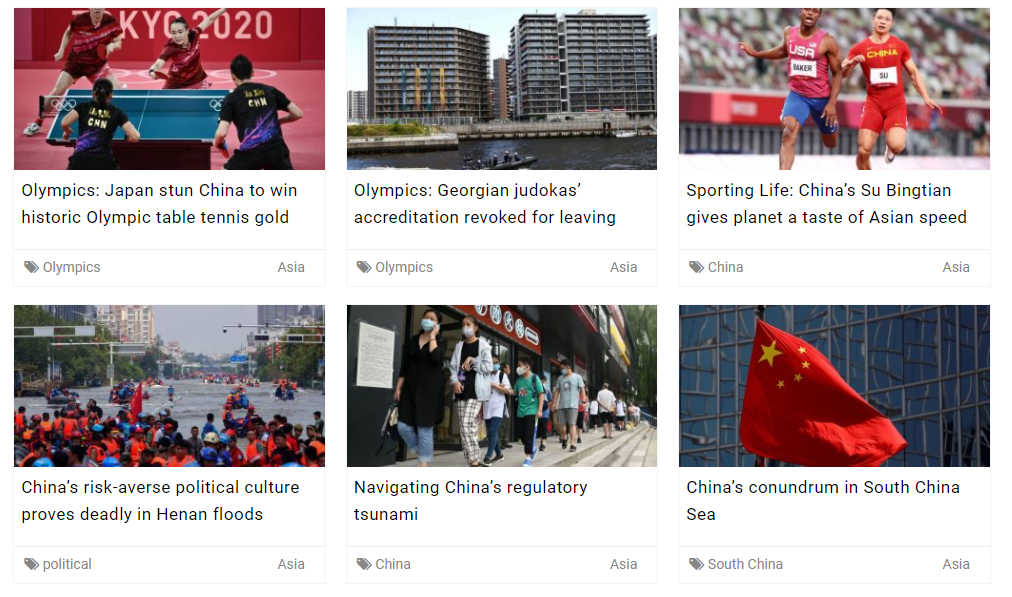 KYO 2020
CHN
CHN
USA
BAKER
CHINA
SU
Olympics: Japan stun China to win
historic Olympic table tennis gold
Olympics: Georgian judokas’
accreditation revoked for leaving
Sporting Life: China’s Su Bingtian
gives planet a taste of Asian speed
Olympics
Asia
Olympics
Asia
China
Asia
China’s risk-averse political culture
proves deadly in Henan floods
Navigating China’s regulatory
tsunami
China’s conundrum in South China
Sea
political
Asia
China
Asia
South China
Asia